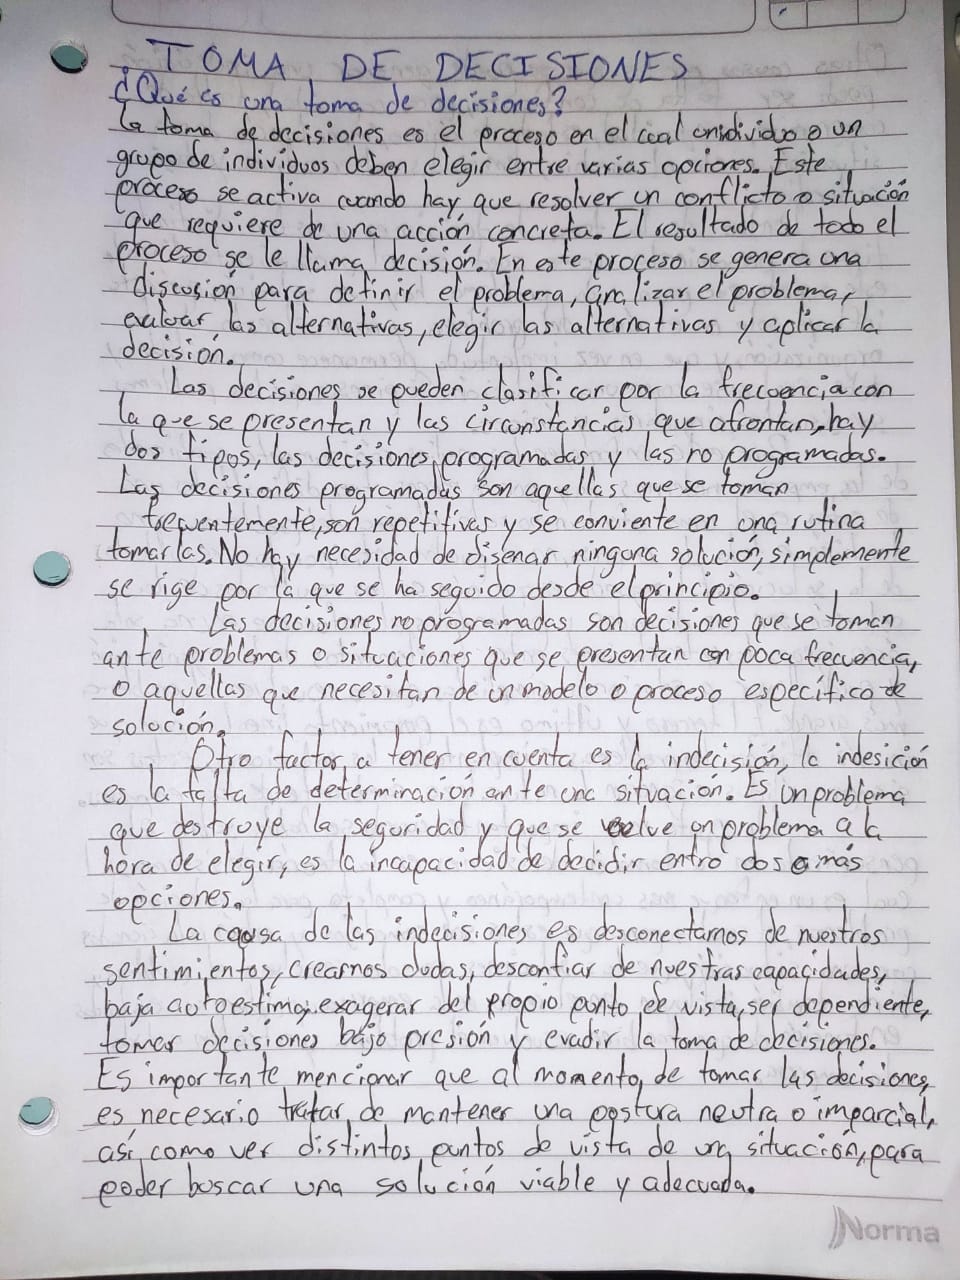 TOMA DE DECISIONES
¿Qué es una toma de decisiones?
La toma de decisiones es el proceso en el cual un individuo o un
grupo de individuos deben elegir entre varias opciones. Este
proceso se activa cuando hay que resolver un conflicto o situación
que requiere de una acción concreta. El resultado de todo el
proceso se le llama decisión. En este proceso se genera una
discusión para definir el problema, analizar el problema,
evaluar las alternativas, elegir las alternativas y aplicar la
decisión.
Las decisiones se pueden clasificar por la frecuencia con
la que se presentan y las circunstancias que afrontan, hay
dos tipos, las decisiones programadas y las no programadas.
Las decisiones programadas son aquellas que se toman
frecuentemente, son repetitivas y se conviente en una rutina
tomarlas. No hay necesidad de diseñar ninguna solución, simplemente
se rige por la que se ha seguido desde el principio.
Las decisiones no programadas son decisiones que se toman
ante problemas o situaciones que se presentan con poca frecuencia,
o aquellas que necesitan de un modelo o proceso específico de
solución.
Otro factor a tener en cuenta es la indecisión, la indesición
es la falta de determinación ante una situación. Es un problema
que destruye la seguridad y que se vuelve un problema a la
hora de elegir, es la incapacidad de decidir entre dos o más
opciones.
La causa de las indecisiones es desconectarnos de nuestros
sentimientos, crearnos dudas, desconfiar de nuestras capacidades,
baja autoestima, exagerar del propio punto de vista, ser dependiente,
tomar decisiones bajo presión y evadir la toma de decisiones.
Es importante mencionar que al momento de tomar las decisiones,
es necesario tratar de mantener una postura neutra o imparcial,
así como ver distintos puntos de vista de una situación, para
poder buscar una solución viable y adecuada.
Norma